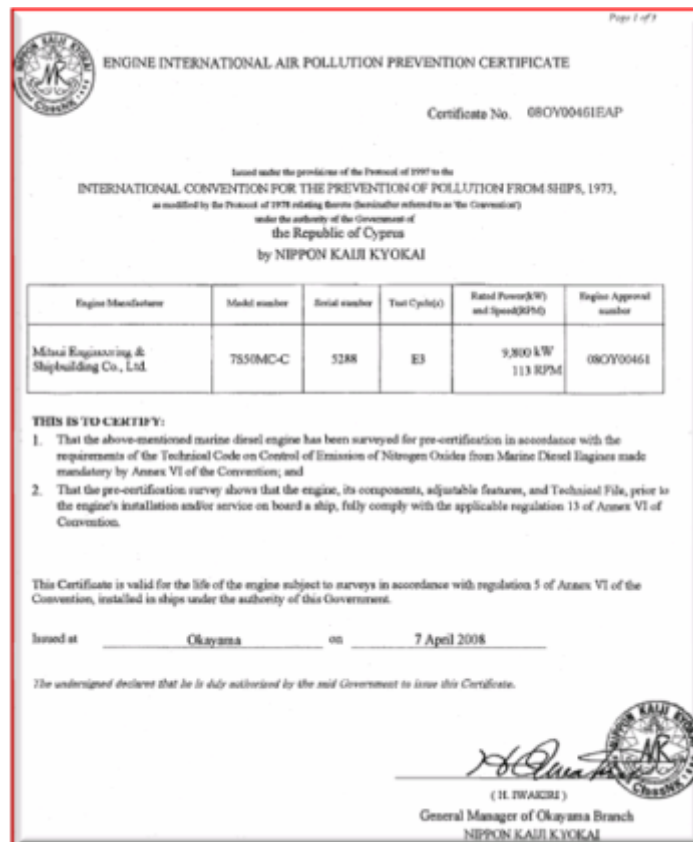 Page 1 of 5
ENGINE INTERNATIONAL AIR POLLUTION PREVENTION CERTIFICATE
Certificate No. 08OY00461EAP
Issued under the provisions of the Protocol of 1997 to the
INTERNATIONAL CONVENTION FOR THE PREVENTION OF POLLUTION FROM SHIPS, 1973,
as modified by the Protocol of 1978 relating thereto (hereinafter referred to as 'the Convention')
under the authority of the Government of
the Republic of Cyprus
by NIPPON KAIJI KYOKAI
Engine Manufacturer Model number Serial number Test Cycle(s) Rated Power(kW) and Speed(RPM) Engine Approval number
Mitsui Engineering & Shipbuilding Co., Ltd. 7S50MC-C 5288 E3 9,800 kW 113 RPM 08OY00461
THIS IS TO CERTIFY:
1. That the above-mentioned marine diesel engine has been surveyed for pre-certification in accordance with the
requirements of the Technical Code on Control of Emission of Nitrogen Oxides from Marine Diesel Engines made
mandatory by Annex VI of the Convention; and
2. That the pre-certification survey shows that the engine, its components, adjustable features, and Technical File, prior to
the engine's installation and/or service on board a ship, fully comply with the applicable regulation 13 of Annex VI of
Convention.
This Certificate is valid for the life of the engine subject to surveys in accordance with regulation 5 of Annex VI of the
Convention, installed in ships under the authority of this Government.
Issued at Okayama on 7 April 2008
The undersigned declares that he is duly authorised by the said Government to issue this Certificate.
NIPPON KAIJI KYOKAI
NK
ClassNK
( H. IWAKIRI )
General Manager of Okayama Branch
NIPPON KAIJI KYOKAI